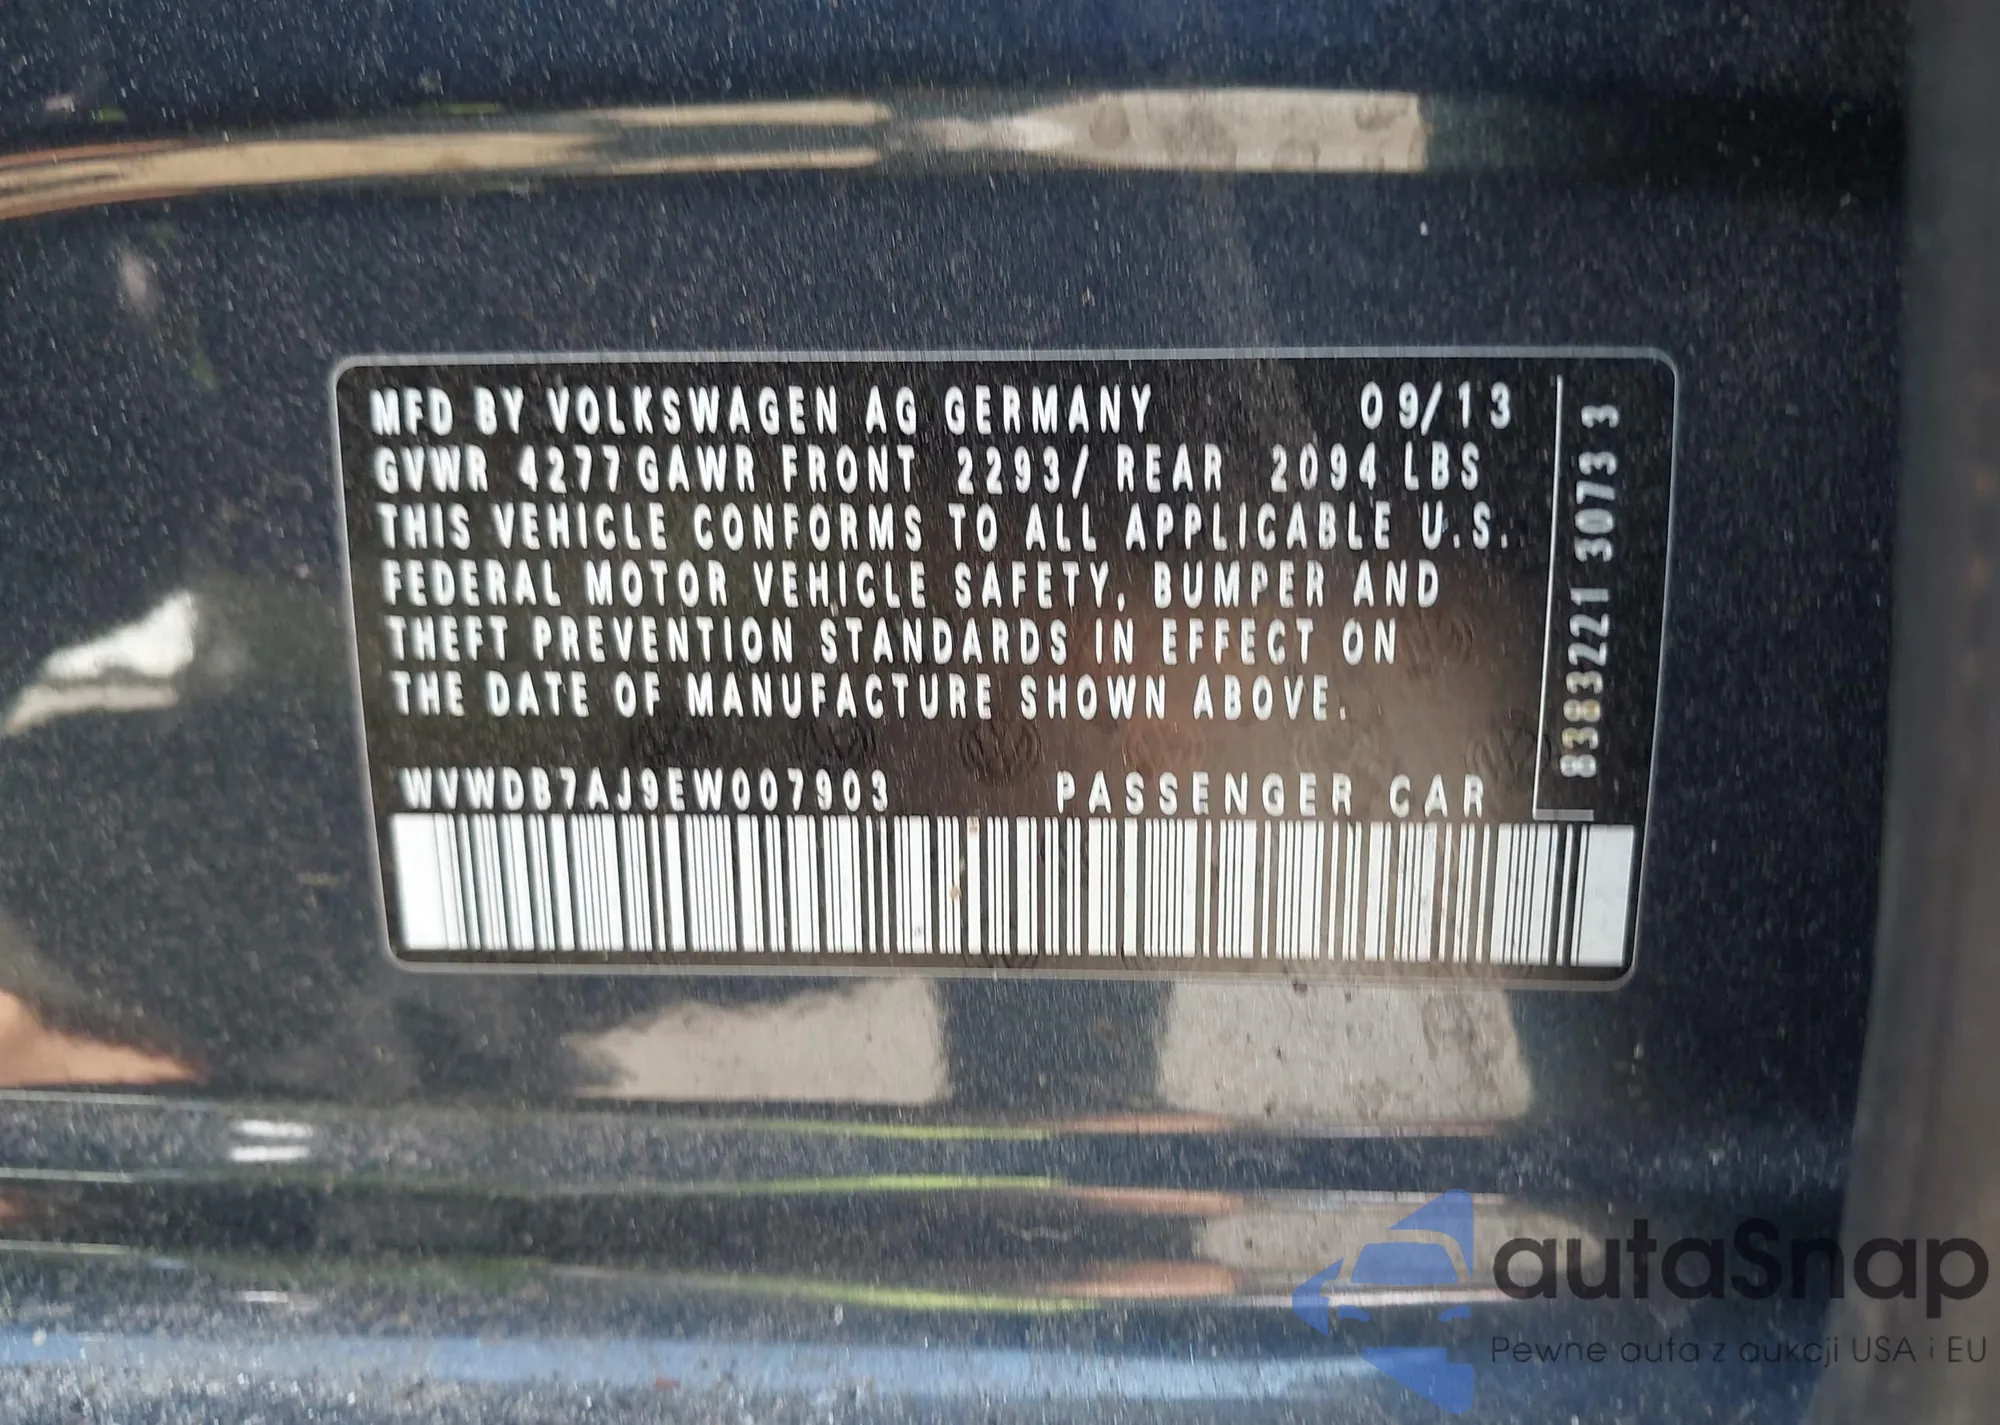 MFD BY VOLKSWAGEN AG GERMANY 09/13
GVWR 4277 GAWR FRONT 2293/ REAR 2094 LBS
THIS VEHICLE CONFORMS TO ALL APPLICABLE U.S.
FEDERAL MOTOR VEHICLE SAFETY, BUMPER AND
THEFT PREVENTION STANDARDS IN EFFECT ON
THE DATE OF MANUFACTURE SHOWN ABOVE.
WVWDB7AJ9EW007903 PASSENGER CAR
8383221 3073 3
autaSnap
Pewne auta z aukcji USA i EU